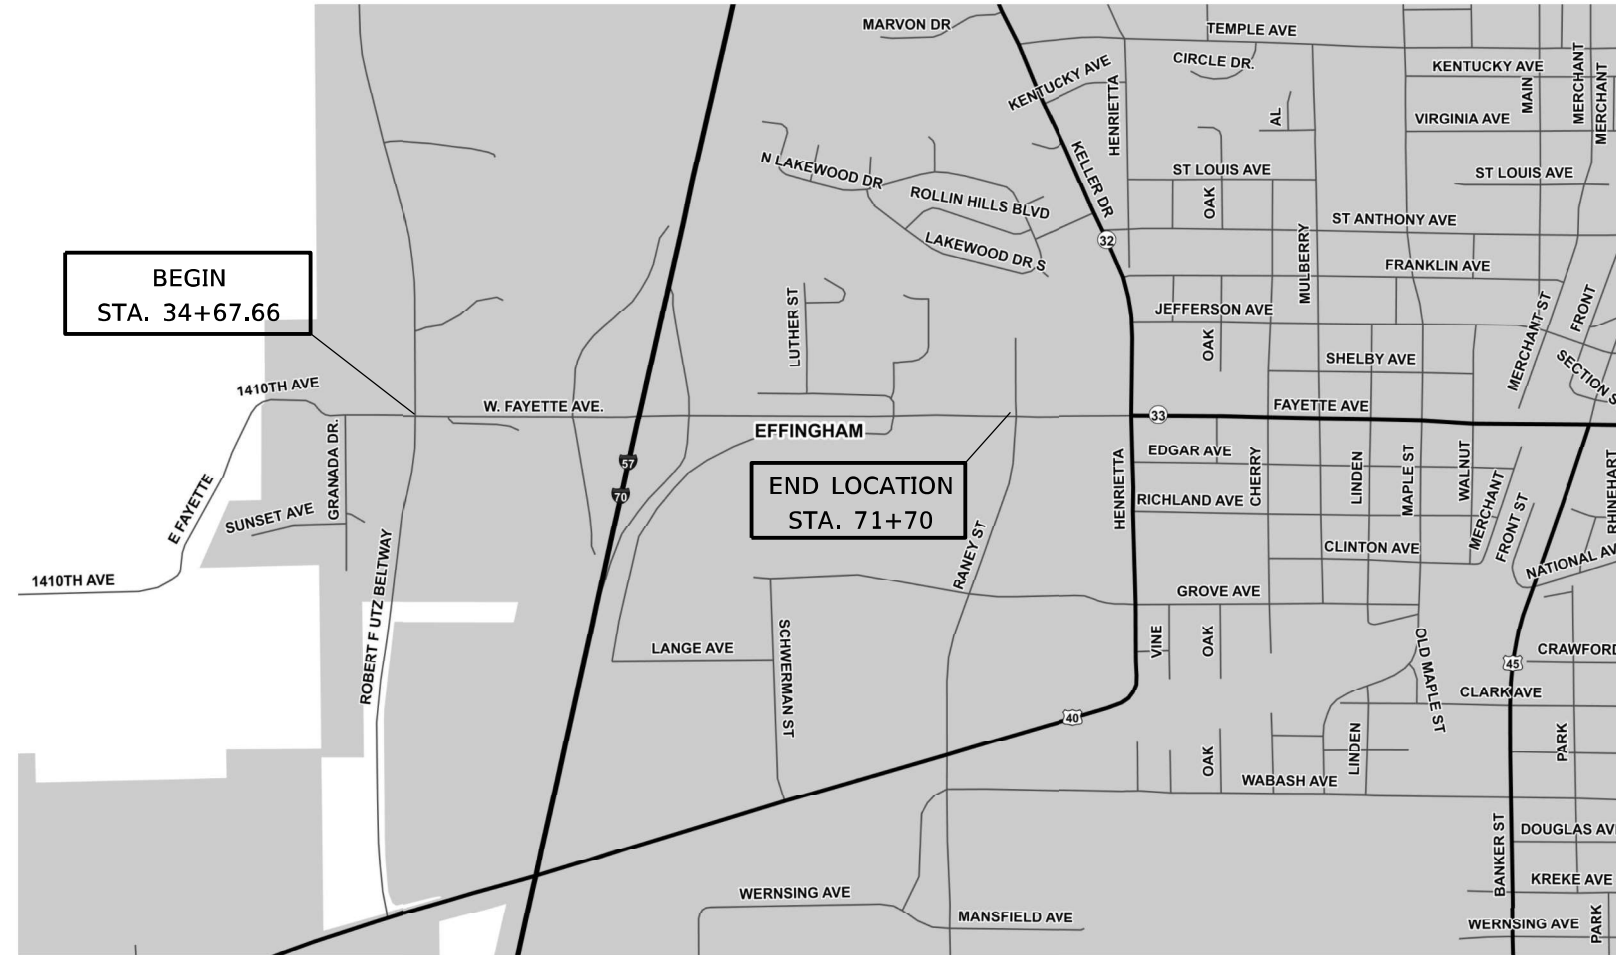 MARVON DR
TEMPLE AVE
CIRCLE DR.
KENTUCKY AVE
KENTUCKY AVE
HENRIETTA
MAIN
MERCHANT
MERCHANT
AL
VIRGINIA AVE
KELLER DR
N LAKEWOOD DR
ROLLIN HILLS BLVD
LAKEWOOD DR S
ST LOUIS AVE
ST LOUIS AVE
OAK
ST ANTHONY AVE
32
MULBERRY
FRANKLIN AVE
BEGIN
STA. 34+67.66
LUTHER ST
JEFFERSON AVE
OAK
MERCHANT ST
FRONT
SHELBY AVE
SECTION S
1410TH AVE
W. FAYETTE AVE.
33
FAYETTE AVE
EFFINGHAM
GRANADA DR.
57
70
END LOCATION
STA. 71+70
HENRIETTA
EDGAR AVE
RICHLAND AVE
CHERRY
LINDEN
MAPLE ST
WALNUT
MERCHANT
FRONT ST
RHINEHART
E FAYETTE
SUNSET AVE
RANEY ST
CLINTON AVE
NATIONAL AV
1410TH AVE
ROBERT F UTZ BELTWAY
GROVE AVE
LANGE AVE
SCHWERMAN ST
VINE
OAK
OLD MAPLE ST
45
CRAWFORD
CLARK AVE
40
OAK
LINDEN
PARK
WABASH AVE
BANKER ST
DOUGLAS AV
KREKE AVE
WERNSING AVE
MANSFIELD AVE
WERNSING AVE
PARK